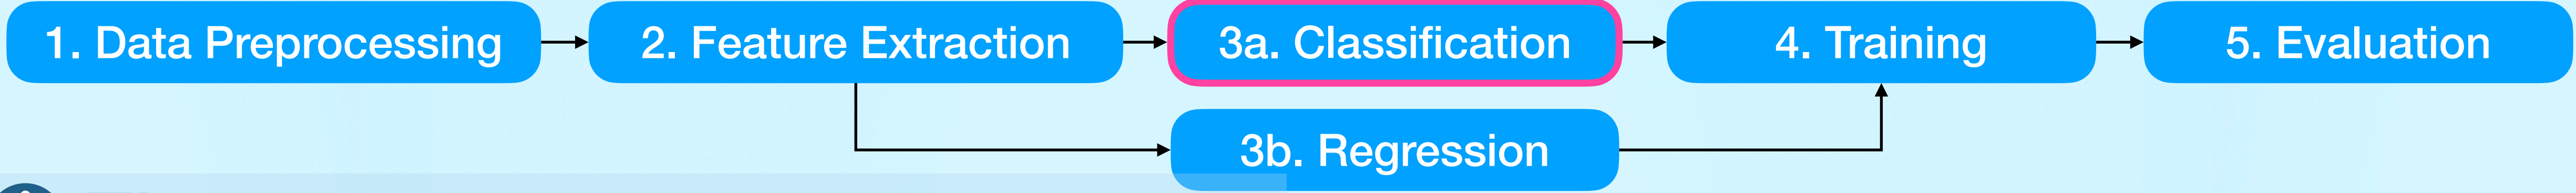 1. Data Preprocessing
2. Feature Extraction
3a. Classification
4. Training
5. Evaluation
3b. Regression